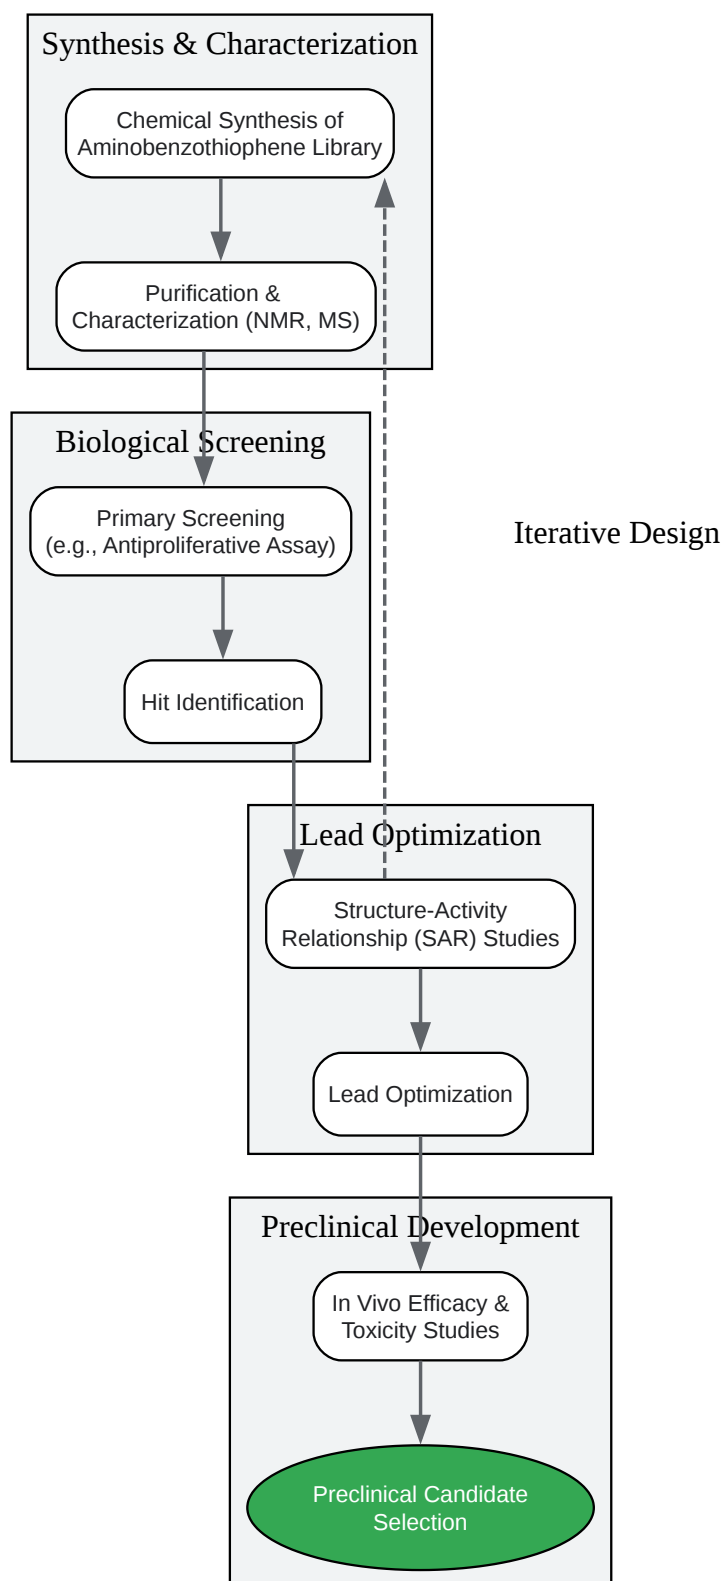 Synthesis & Characterization
Chemical Synthesis of
Aminobenzothiophene Library
Purification &
Characterization (NMR, MS)
Biological Screening
Primary Screening
(e.g., Antiproliferative Assay)
Iterative Design
Hit Identification
Lead Optimization
Structure-Activity
Relationship (SAR) Studies
Lead Optimization
Preclinical Development
In Vivo Efficacy &
Toxicity Studies
Preclinical Candidate
Selection